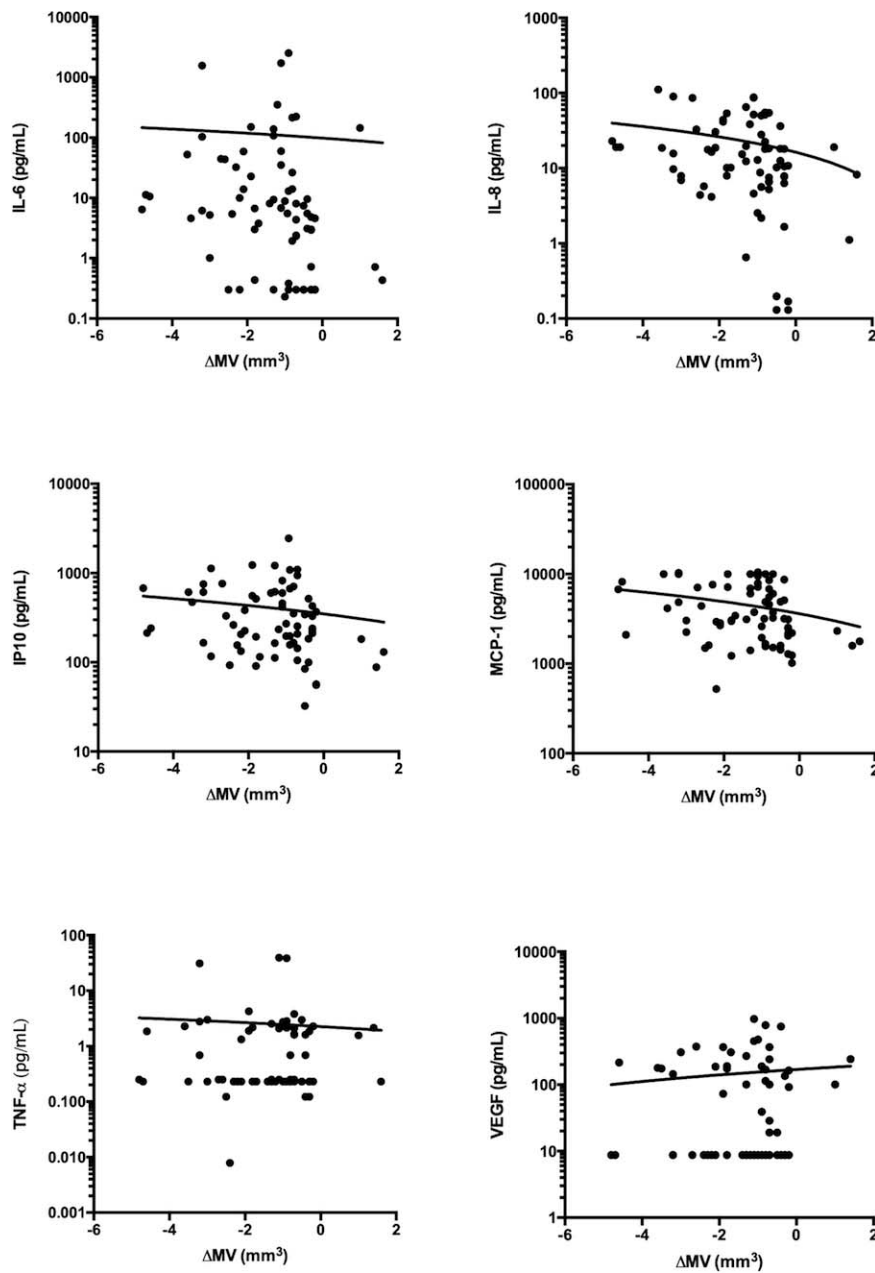 10000
1000
100
10
1
0.1
IL-6 (pg/mL)
-6 -4 -2 0 2
ΔMV (mm³)
1000
100
10
1
0.1
IL-8 (pg/mL)
-6 -4 -2 0 2
ΔMV (mm³)
10000
1000
100
10
IP10 (pg/mL)
-6 -4 -2 0 2
ΔMV (mm³)
100000
10000
1000
100
MCP-1 (pg/mL)
-6 -4 -2 0 2
ΔMV (mm³)
100
10
1
0.100
0.010
0.001
TNF-α (pg/mL)
-6 -4 -2 0 2
ΔMV (mm³)
10000
1000
100
10
1
VEGF (pg/mL)
-6 -4 -2 0 2
ΔMV (mm³)